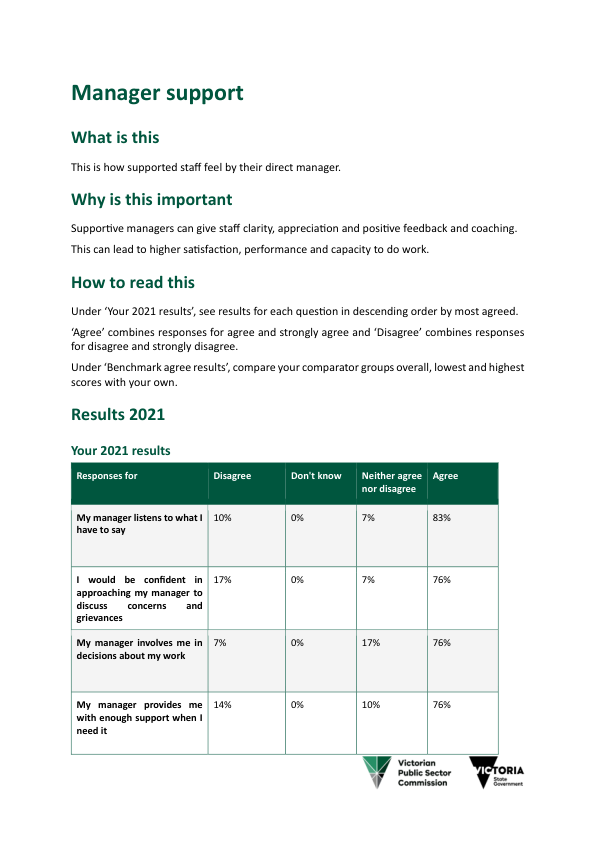 Manager support
What is this
This is how supported staff feel by their direct manager.
Why is this important
Supportive managers can give staff clarity, appreciation and positive feedback and coaching.
This can lead to higher satisfaction, performance and capacity to do work.
How to read this
Under ‘Your 2021 results’, see results for each question in descending order by most agreed.
‘Agree’ combines responses for agree and strongly agree and ‘Disagree’ combines responses
for disagree and strongly disagree.
Under ‘Benchmark agree results’, compare your comparator groups overall, lowest and highest
scores with your own.
Results 2021
Your 2021 results
Responses for Disagree Don't know Neither agree Agree
nor disagree
My manager listens to what I 10% 0% 7% 83%
have to say
I would be confident in 17% 0% 7% 76%
approaching my manager to
discuss concerns and
grievances
My manager involves me in 7% 0% 17% 76%
decisions about my work
My manager provides me 14% 0% 10% 76%
with enough support when I
need it
Victorian
Public Sector
Commission
VICTORIA
State
Government